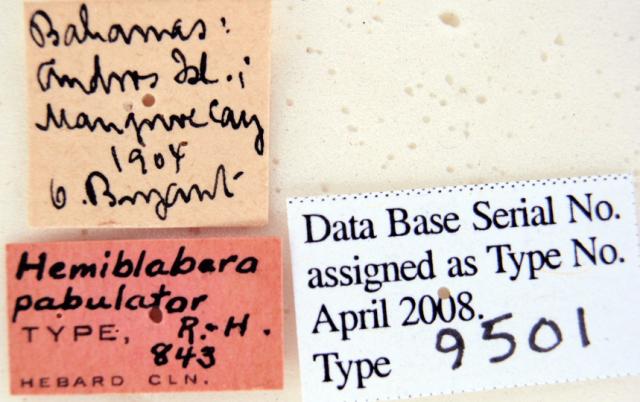 Bahamas:
Andros Isl.;
Mangrove Cay
1904
O. Bryant
Hemiblabera
pabulator
TYPE, R.-H.
843
HEBARD CLN.
Data Base Serial No.
assigned as Type No.
April 2008.
Type 9501